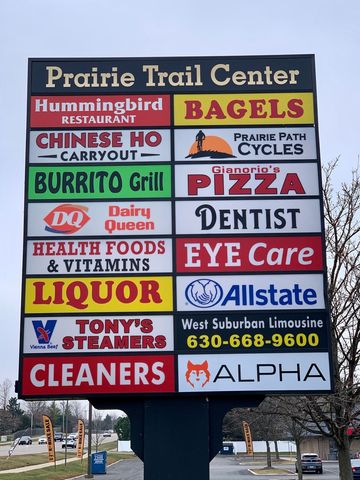 Prairie Trail Center
Hummingbird
RESTAURANT
BAGELS
CHINESE HO
CARRYOUT
PRAIRIE PATH
CYCLES
BURRITO Grill
Gianorio's
PIZZA
DQ
Dairy
Queen
DENTIST
HEALTH FOODS
& VITAMINS
EYE Care
LIQUOR
Allstate
Vienna Beef
TONY'S
STEAMERS
West Suburban Limousine
630-668-9600
CLEANERS
ALPHA